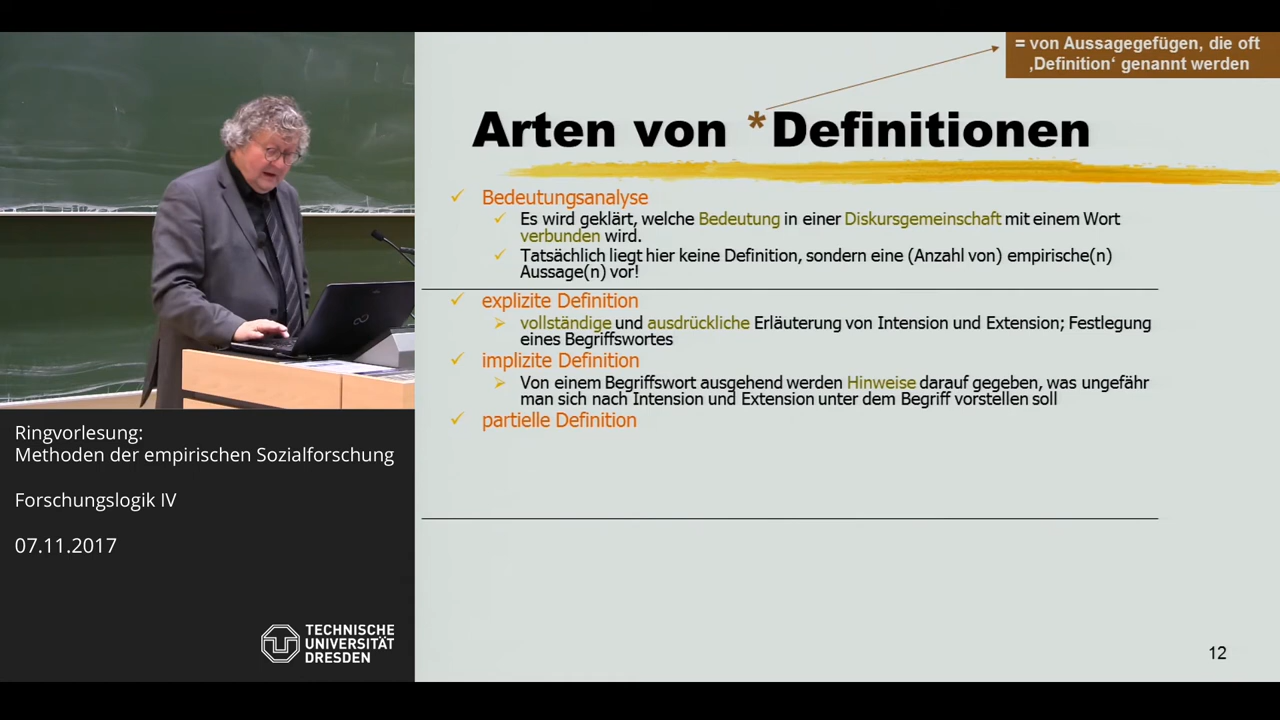 = von Aussagegefügen, die oft
‚Definition‘ genannt werden
Arten von *Definitionen
Bedeutungsanalyse
Es wird geklärt, welche Bedeutung in einer Diskursgemeinschaft mit einem Wort
verbunden wird.
Tatsächlich liegt hier keine Definition, sondern eine (Anzahl von) empirische(n)
Aussage(n) vor!
explizite Definition
vollständige und ausdrückliche Erläuterung von Intension und Extension; Festlegung
eines Begriffswortes
implizite Definition
Von einem Begriffswort ausgehend werden Hinweise darauf gegeben, was ungefähr
man sich nach Intension und Extension unter dem Begriff vorstellen soll
partielle Definition
12
Ringvorlesung:
Methoden der empirischen Sozialforschung
Forschungslogik IV
07.11.2017
TECHNISCHE
UNIVERSITÄT
DRESDEN